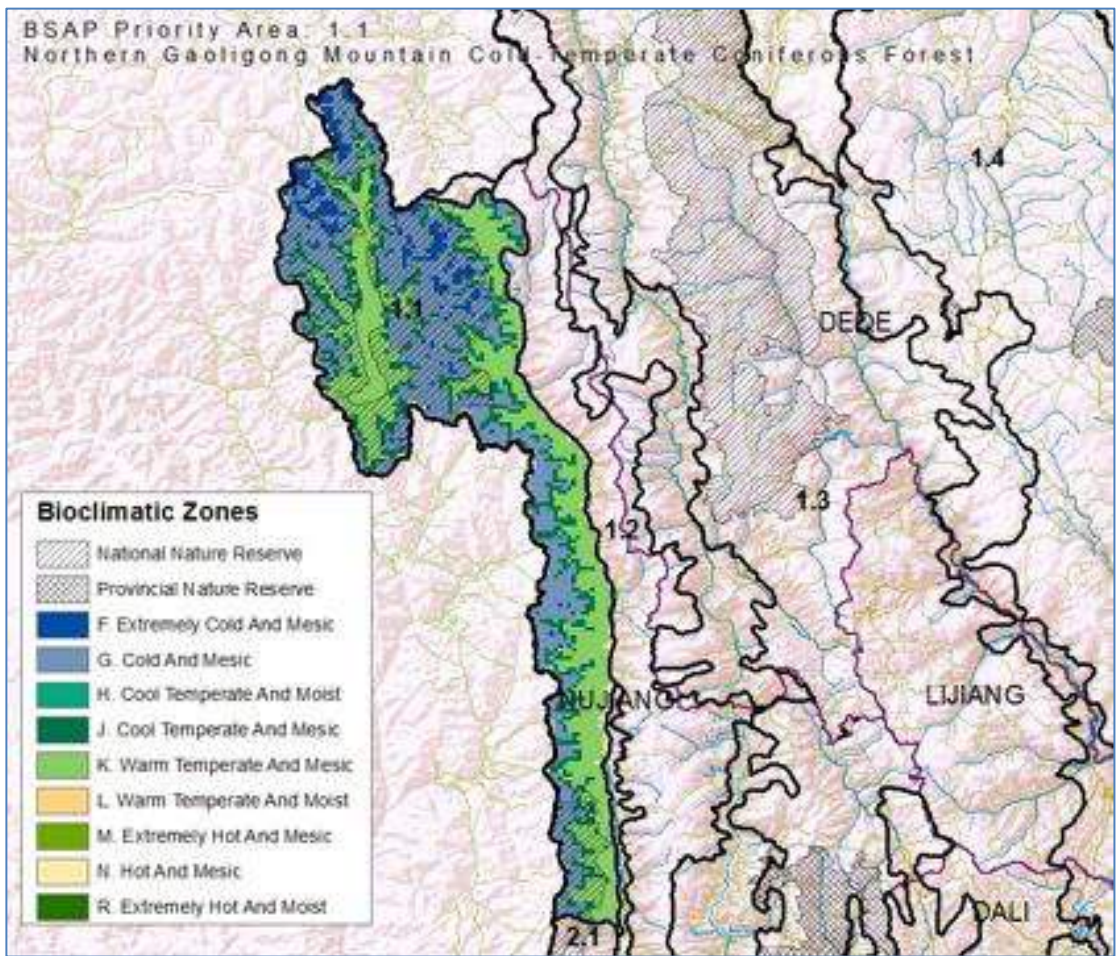 BSAP Priority Area: 1.1
Northern Gaoligong Mountain Cold-Temperate Coniferous Forest
1.4
1.1
DEQE
1.3
1.2
NUJIANG
LIJIANG
DALI
2.1
Bioclimatic Zones
National Nature Reserve
Provincial Nature Reserve
F Extremely Cold And Mesic
G. Cold And Mesic
H. Cool Temperate And Moist
J. Cool Temperate And Mesic
K. Warm Temperate And Mesic
L. Warm Temperate And Moist
M. Extremely Hot And Mesic
N. Hot And Mesic
R. Extremely Hot And Moist